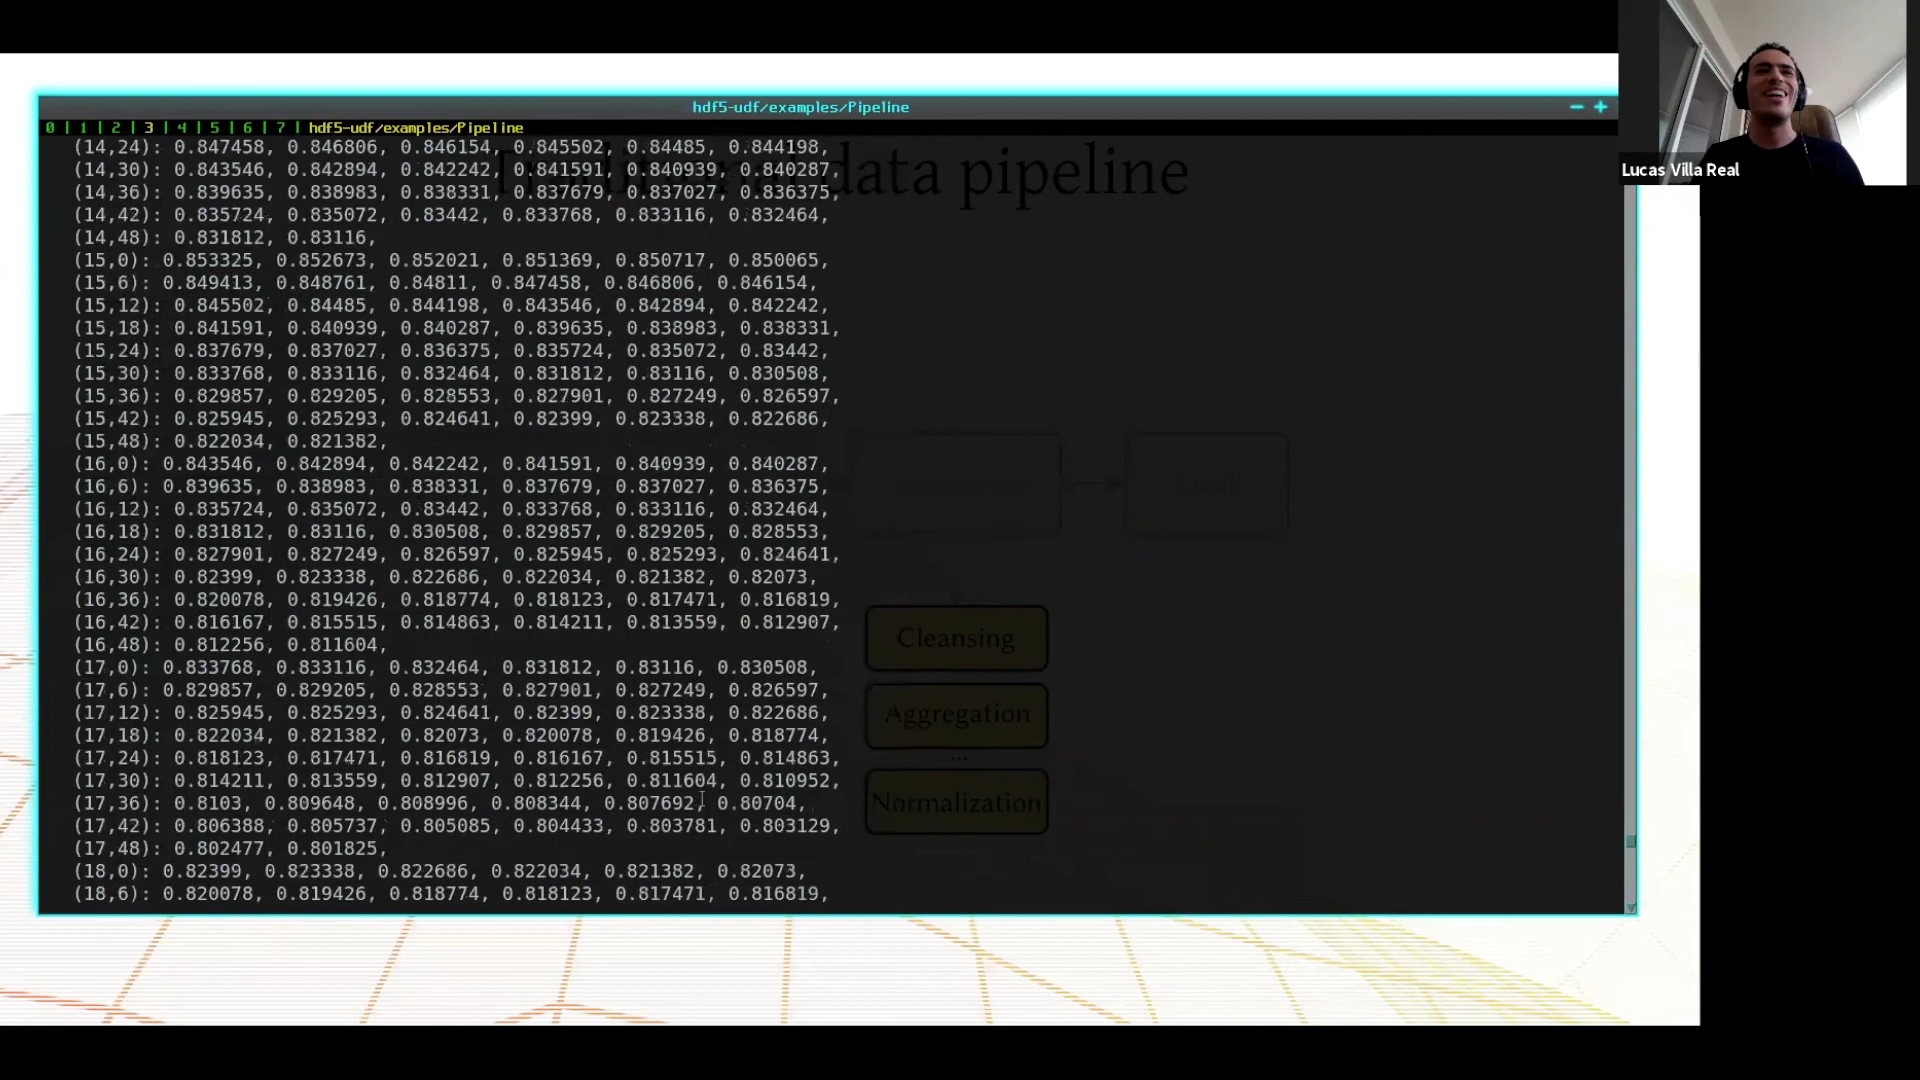 hdf5-udf/examples/Pipeline
0 | 1 | 2 | 3 | 4 | 5 | 6 | 7 | hdf5-udf/examples/Pipeline
(14,24): 0.847458, 0.846806, 0.846154, 0.845502, 0.84485, 0.844198,
(14,30): 0.843546, 0.842894, 0.842242, 0.841591, 0.840939, 0.840287,
(14,36): 0.839635, 0.838983, 0.838331, 0.837679, 0.837027, 0.836375,
(14,42): 0.835724, 0.835072, 0.83442, 0.833768, 0.833116, 0.832464,
(14,48): 0.831812, 0.83116,
(15,0): 0.853325, 0.852673, 0.852021, 0.851369, 0.850717, 0.850065,
(15,6): 0.849413, 0.848761, 0.84811, 0.847458, 0.846806, 0.846154,
(15,12): 0.845502, 0.84485, 0.844198, 0.843546, 0.842894, 0.842242,
(15,18): 0.841591, 0.840939, 0.840287, 0.839635, 0.838983, 0.838331,
(15,24): 0.837679, 0.837027, 0.836375, 0.835724, 0.835072, 0.83442,
(15,30): 0.833768, 0.833116, 0.832464, 0.831812, 0.83116, 0.830508,
(15,36): 0.829857, 0.829205, 0.828553, 0.827901, 0.827249, 0.826597,
(15,42): 0.825945, 0.825293, 0.824641, 0.82399, 0.823338, 0.822686,
(15,48): 0.822034, 0.821382,
(16,0): 0.843546, 0.842894, 0.842242, 0.841591, 0.840939, 0.840287,
(16,6): 0.839635, 0.838983, 0.838331, 0.837679, 0.837027, 0.836375,
(16,12): 0.835724, 0.835072, 0.83442, 0.833768, 0.833116, 0.832464,
(16,18): 0.831812, 0.83116, 0.830508, 0.829857, 0.829205, 0.828553,
(16,24): 0.827901, 0.827249, 0.826597, 0.825945, 0.825293, 0.824641,
(16,30): 0.82399, 0.823338, 0.822686, 0.822034, 0.821382, 0.82073,
(16,36): 0.820078, 0.819426, 0.818774, 0.818123, 0.817471, 0.816819,
(16,42): 0.816167, 0.815515, 0.814863, 0.814211, 0.813559, 0.812907,
(16,48): 0.812256, 0.811604,
(17,0): 0.833768, 0.833116, 0.832464, 0.831812, 0.83116, 0.830508,
(17,6): 0.829857, 0.829205, 0.828553, 0.827901, 0.827249, 0.826597,
(17,12): 0.825945, 0.825293, 0.824641, 0.82399, 0.823338, 0.822686,
(17,18): 0.822034, 0.821382, 0.82073, 0.820078, 0.819426, 0.818774,
(17,24): 0.818123, 0.817471, 0.816819, 0.816167, 0.815515, 0.814863,
(17,30): 0.814211, 0.813559, 0.812907, 0.812256, 0.811604, 0.810952,
(17,36): 0.8103, 0.809648, 0.808996, 0.808344, 0.807692, 0.80704,
(17,42): 0.806388, 0.805737, 0.805085, 0.804433, 0.803781, 0.803129,
(17,48): 0.802477, 0.801825,
(18,0): 0.82399, 0.823338, 0.822686, 0.822034, 0.821382, 0.82073,
(18,6): 0.820078, 0.819426, 0.818774, 0.818123, 0.817471, 0.816819,
data pipeline
Cleansing
Aggregation
...
Normalization
Lucas Villa Real